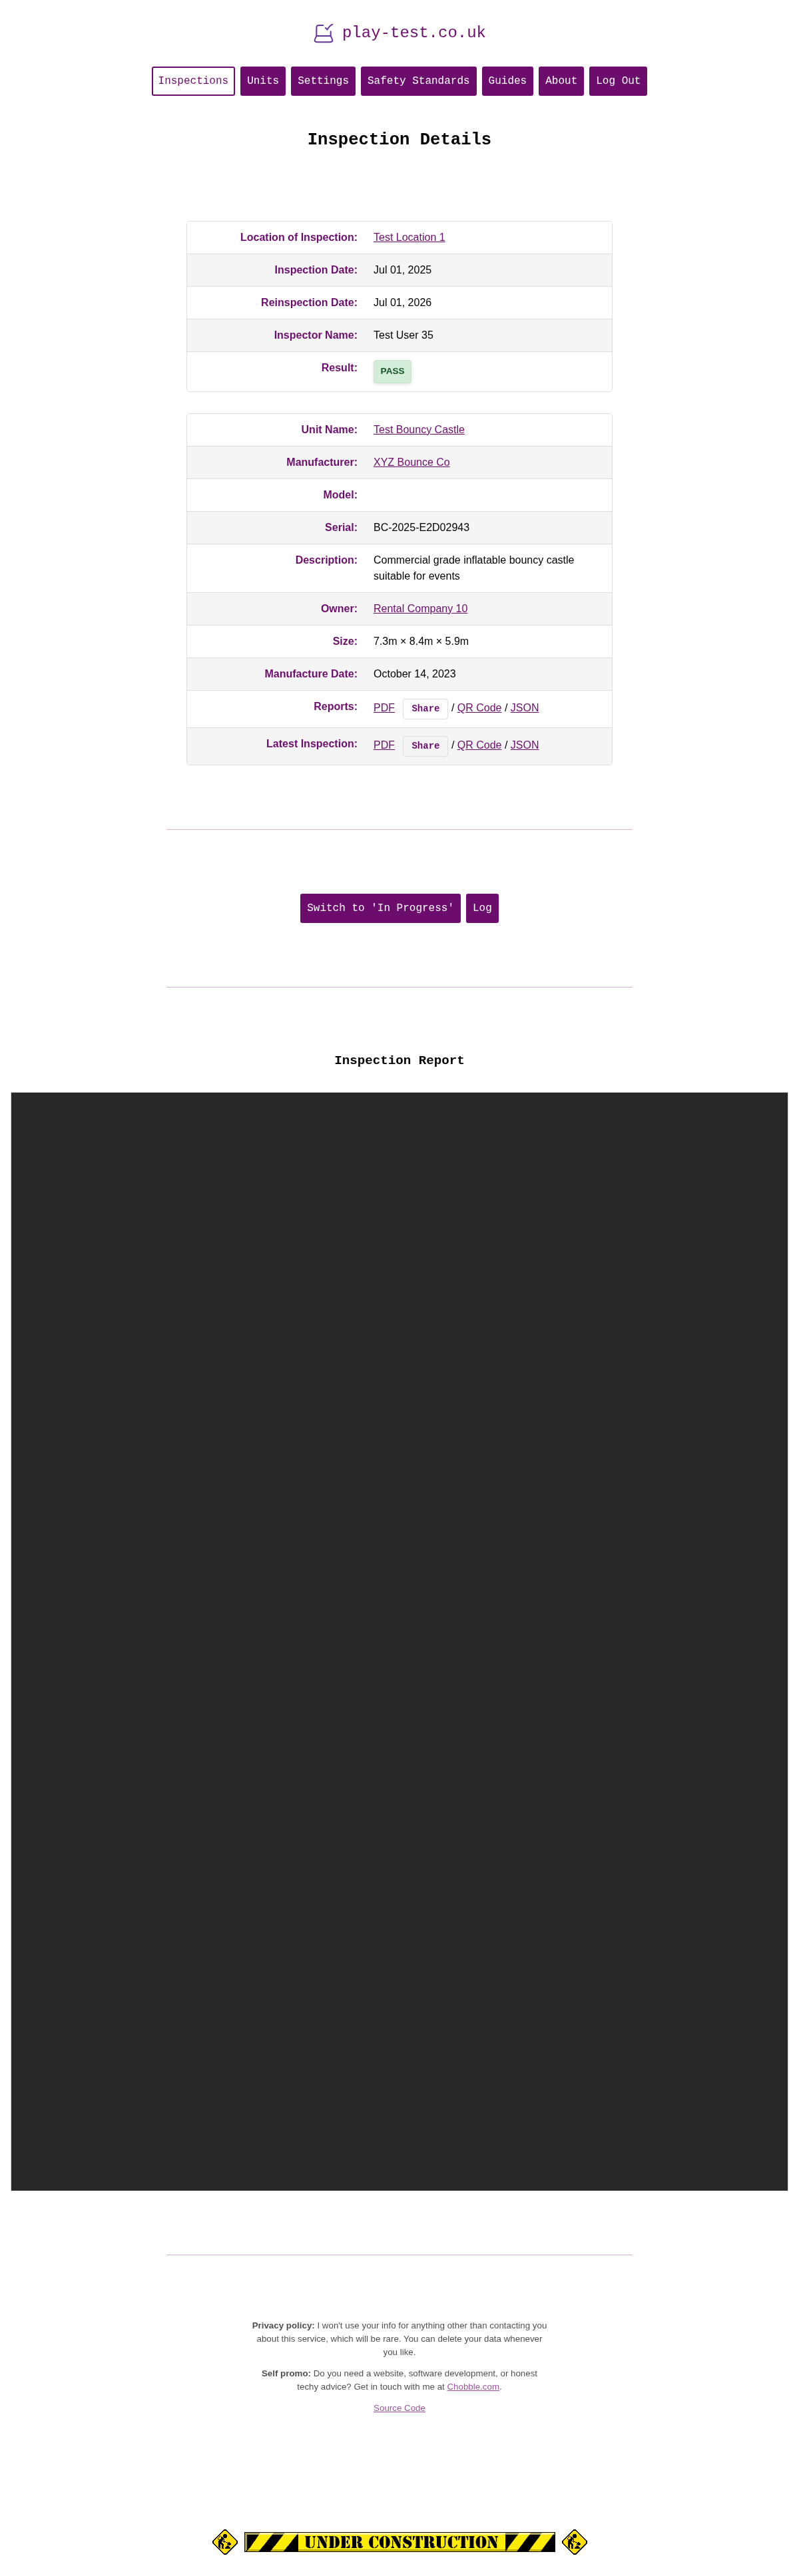 play-test.co.uk
Inspections Units Settings Safety Standards Guides About Log Out
Inspection Details
Location of Inspection: Test Location 1
Inspection Date: Jul 01, 2025
Reinspection Date: Jul 01, 2026
Inspector Name: Test User 35
Result: PASS
Unit Name: Test Bouncy Castle
Manufacturer: XYZ Bounce Co
Model:
Serial: BC-2025-E2D02943
Description: Commercial grade inflatable bouncy castle
suitable for events
Owner: Rental Company 10
Size: 7.3m × 8.4m × 5.9m
Manufacture Date: October 14, 2023
Reports: PDF Share / QR Code / JSON
Latest Inspection: PDF Share / QR Code / JSON
Switch to 'In Progress' Log
Inspection Report
Privacy policy: I won't use your info for anything other than contacting you
about this service, which will be rare. You can delete your data whenever
you like.
Self promo: Do you need a website, software development, or honest
techy advice? Get in touch with me at Chobble.com.
Source Code
UNDER CONSTRUCTION